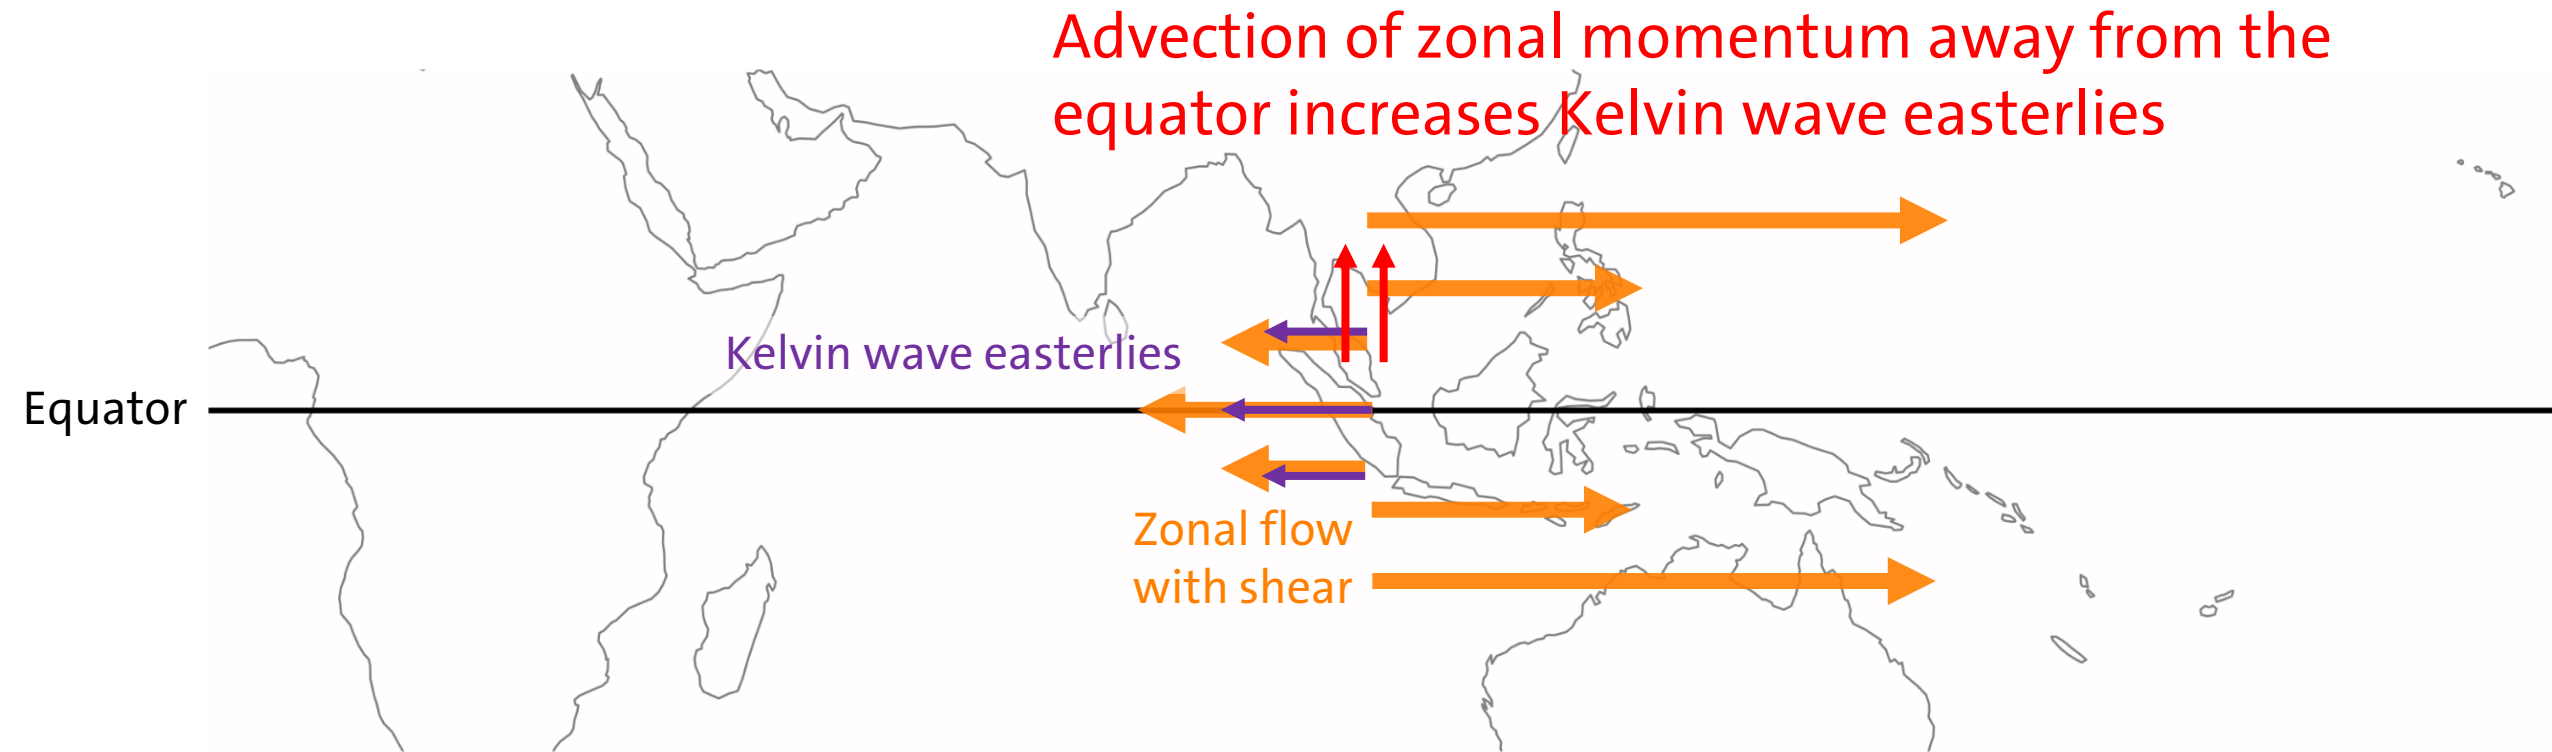 Advection of zonal momentum away from the
equator increases Kelvin wave easterlies
Kelvin wave easterlies
Equator
Zonal flow
with shear